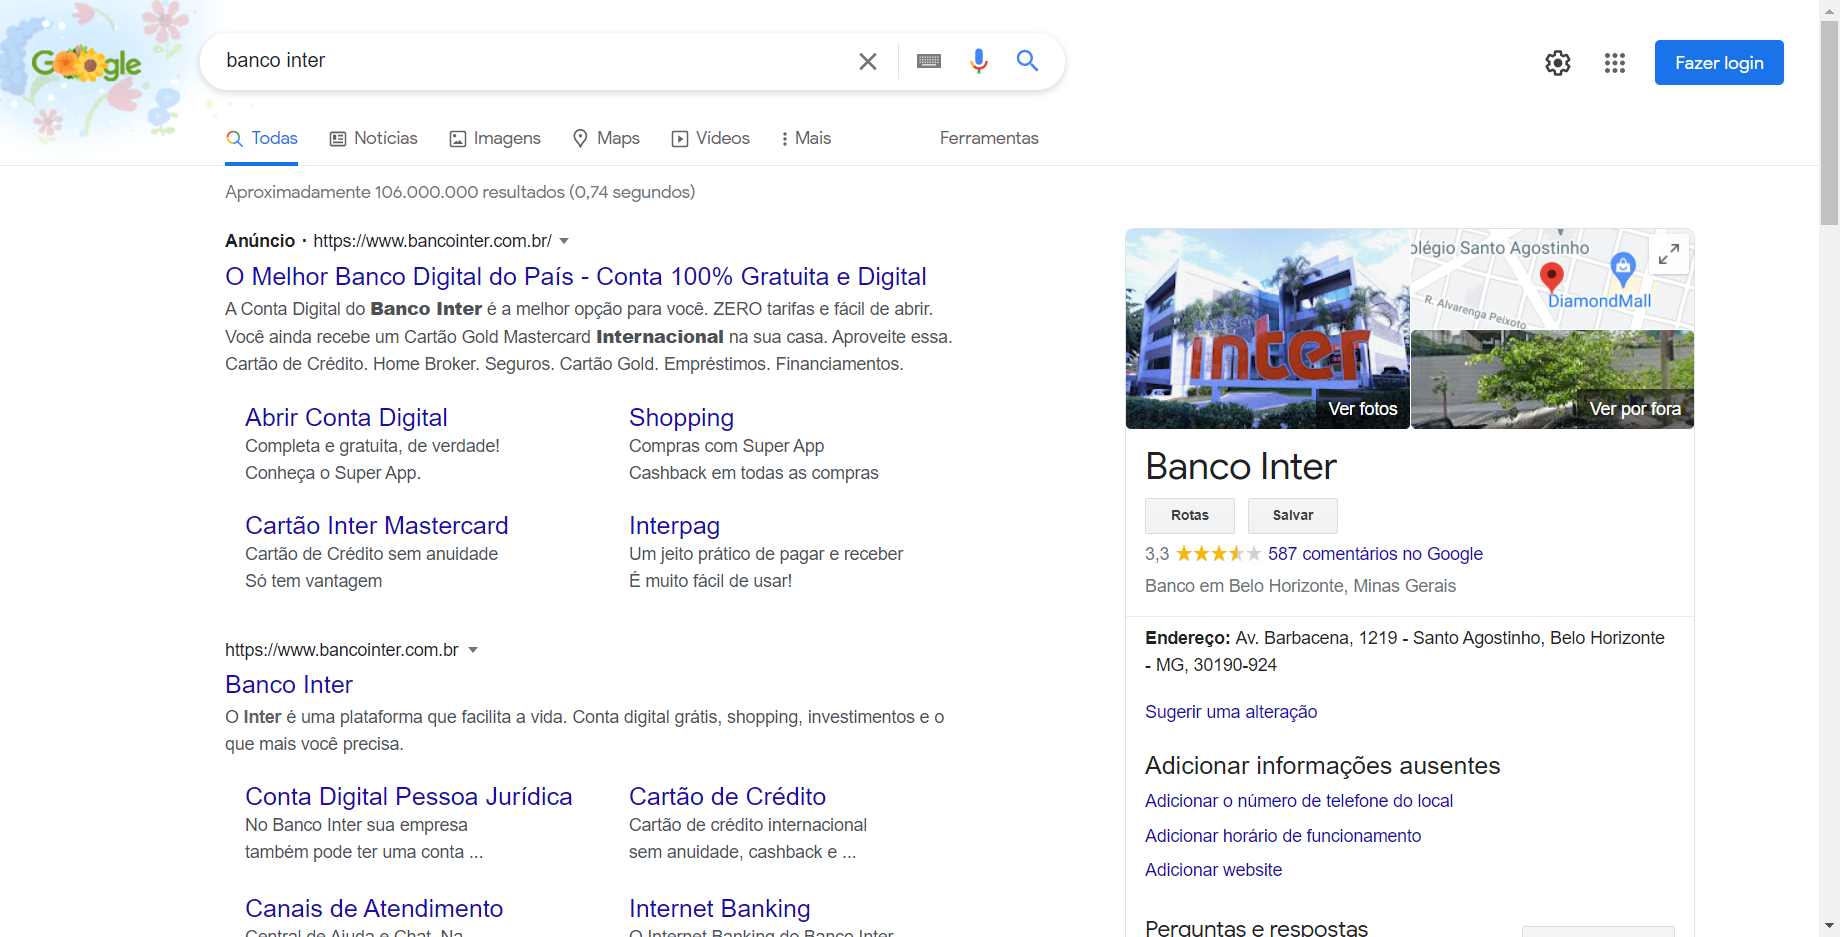 Google
banco inter
Fazer login
Todas
Notícias
Imagens
Maps
Vídeos
Mais
Ferramentas
Aproximadamente 106.000.000 resultados (0,74 segundos)
Anúncio · https://www.bancointer.com.br/
O Melhor Banco Digital do País - Conta 100% Gratuita e Digital
A Conta Digital do Banco Inter é a melhor opção para você. ZERO tarifas e fácil de abrir.
Você ainda recebe um Cartão Gold Mastercard Internacional na sua casa. Aproveite essa.
Cartão de Crédito. Home Broker. Seguros. Cartão Gold. Empréstimos. Financiamentos.
Abrir Conta Digital
Completa e gratuita, de verdade!
Conheça o Super App.
Shopping
Compras com Super App
Cashback em todas as compras
Cartão Inter Mastercard
Cartão de Crédito sem anuidade
Só tem vantagem
Interpag
Um jeito prático de pagar e receber
É muito fácil de usar!
https://www.bancointer.com.br
Banco Inter
O Inter é uma plataforma que facilita a vida. Conta digital grátis, shopping, investimentos e o
que mais você precisa.
Conta Digital Pessoa Jurídica
No Banco Inter sua empresa
também pode ter uma conta ...
Cartão de Crédito
Cartão de crédito internacional
sem anuidade, cashback e ...
Canais de Atendimento
Central de Ajuda e Chat. Na
Internet Banking
O Internet Banking do Banco Inter
BANCO
inter
Ver fotos
olégio Santo Agostinho
DiamondMall
R. Alvarenga Peixoto
Ver por fora
Banco Inter
Rotas
Salvar
3,3
587 comentários no Google
Banco em Belo Horizonte, Minas Gerais
Endereço: Av. Barbacena, 1219 - Santo Agostinho, Belo Horizonte
- MG, 30190-924
Sugerir uma alteração
Adicionar informações ausentes
Adicionar o número de telefone do local
Adicionar horário de funcionamento
Adicionar website
Perguntas e respostas